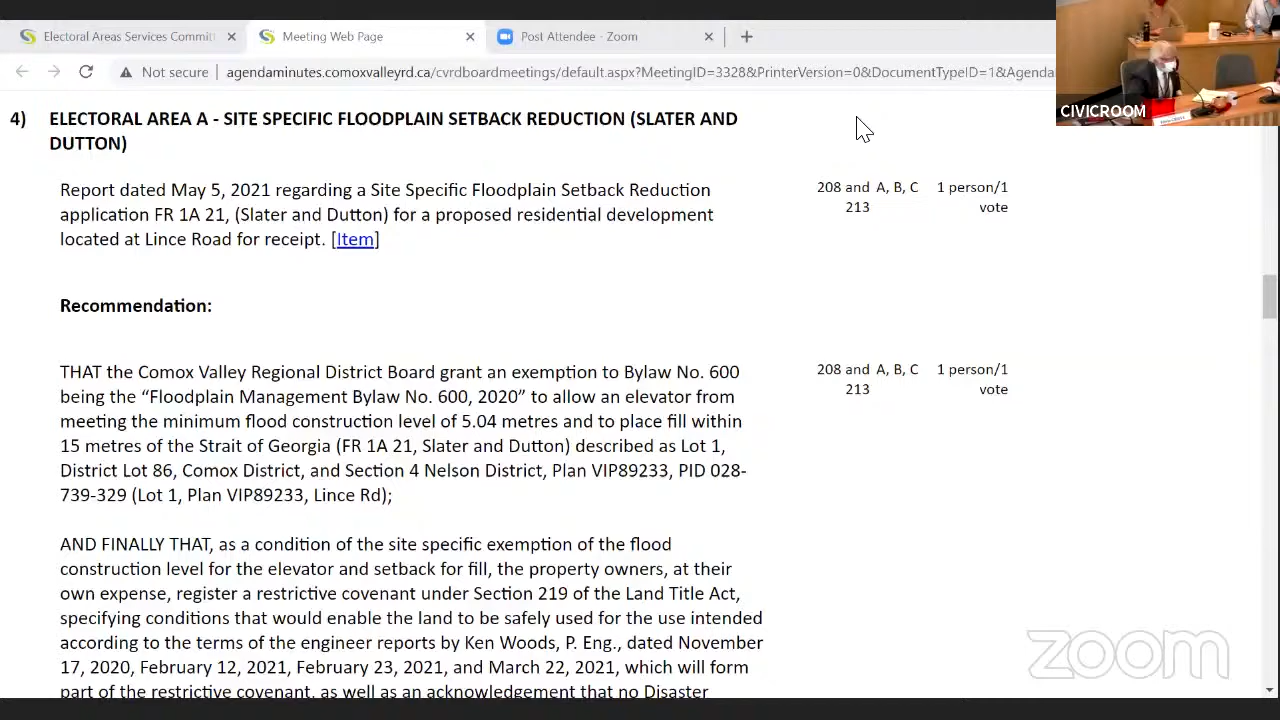 Electoral Areas Services Committ
Meeting Web Page
Post Attendee - Zoom
Not secure
agendaminutes.comoxvalleyrd.ca/cvrdboardmeetings/default.aspx?MeetingID=3328&PrinterVersion=0&DocumentTypeID=1&Agenda
CIVICROOM
4) ELECTORAL AREA A - SITE SPECIFIC FLOODPLAIN SETBACK REDUCTION (SLATER AND
DUTTON)
Report dated May 5, 2021 regarding a Site Specific Floodplain Setback Reduction
application FR 1A 21, (Slater and Dutton) for a proposed residential development
located at Lince Road for receipt. [Item]
208 and A, B, C 1 person/1
213 vote
Recommendation:
THAT the Comox Valley Regional District Board grant an exemption to Bylaw No. 600
being the “Floodplain Management Bylaw No. 600, 2020” to allow an elevator from
meeting the minimum flood construction level of 5.04 metres and to place fill within
15 metres of the Strait of Georgia (FR 1A 21, Slater and Dutton) described as Lot 1,
District Lot 86, Comox District, and Section 4 Nelson District, Plan VIP89233, PID 028-
739-329 (Lot 1, Plan VIP89233, Lince Rd);
208 and A, B, C 1 person/1
213 vote
AND FINALLY THAT, as a condition of the site specific exemption of the flood
construction level for the elevator and setback for fill, the property owners, at their
own expense, register a restrictive covenant under Section 219 of the Land Title Act,
specifying conditions that would enable the land to be safely used for the use intended
according to the terms of the engineer reports by Ken Woods, P. Eng., dated November
17, 2020, February 12, 2021, February 23, 2021, and March 22, 2021, which will form
part of the restrictive covenant, as well as an acknowledgement that no Disaster
zoom